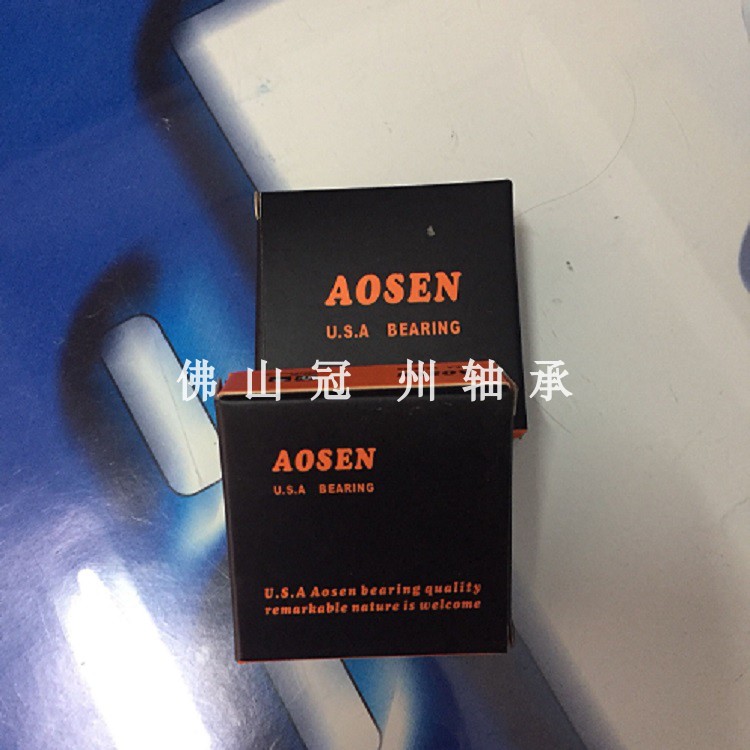 AOSEN
U.S.A BEARING
佛山冠 州轴承
AOSEN
U.S.A BEARING
U.S.A Aosen bearing quality
remarkable nature is welcome